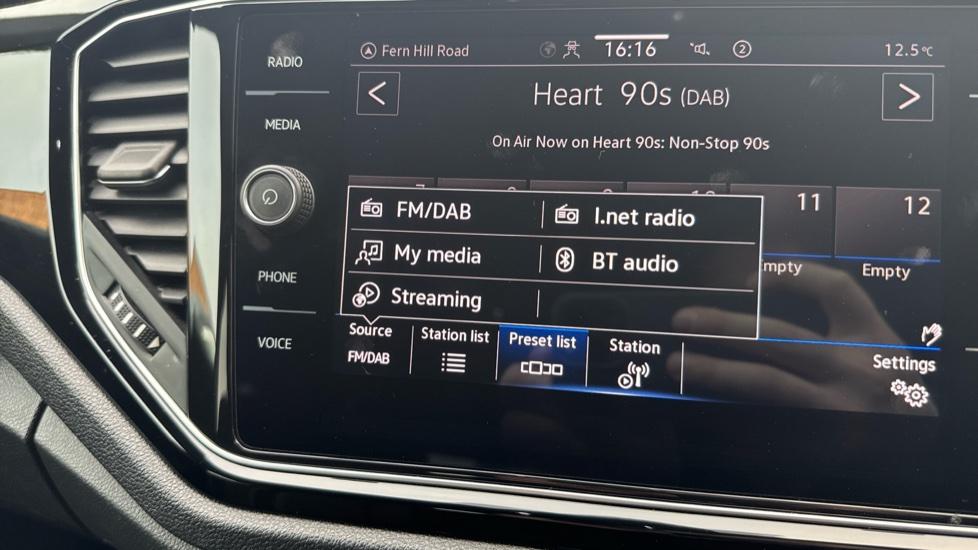 RADIO
MEDIA
PHONE
VOICE
Fern Hill Road 16:16 2 12.5°C
Heart 90s (DAB)
On Air Now on Heart 90s: Non-Stop 90s
11 12
Empty
FM/DAB I.net radio
My media BT audio
Streaming
Source Station list Preset list Station
FM/DAB
Settings